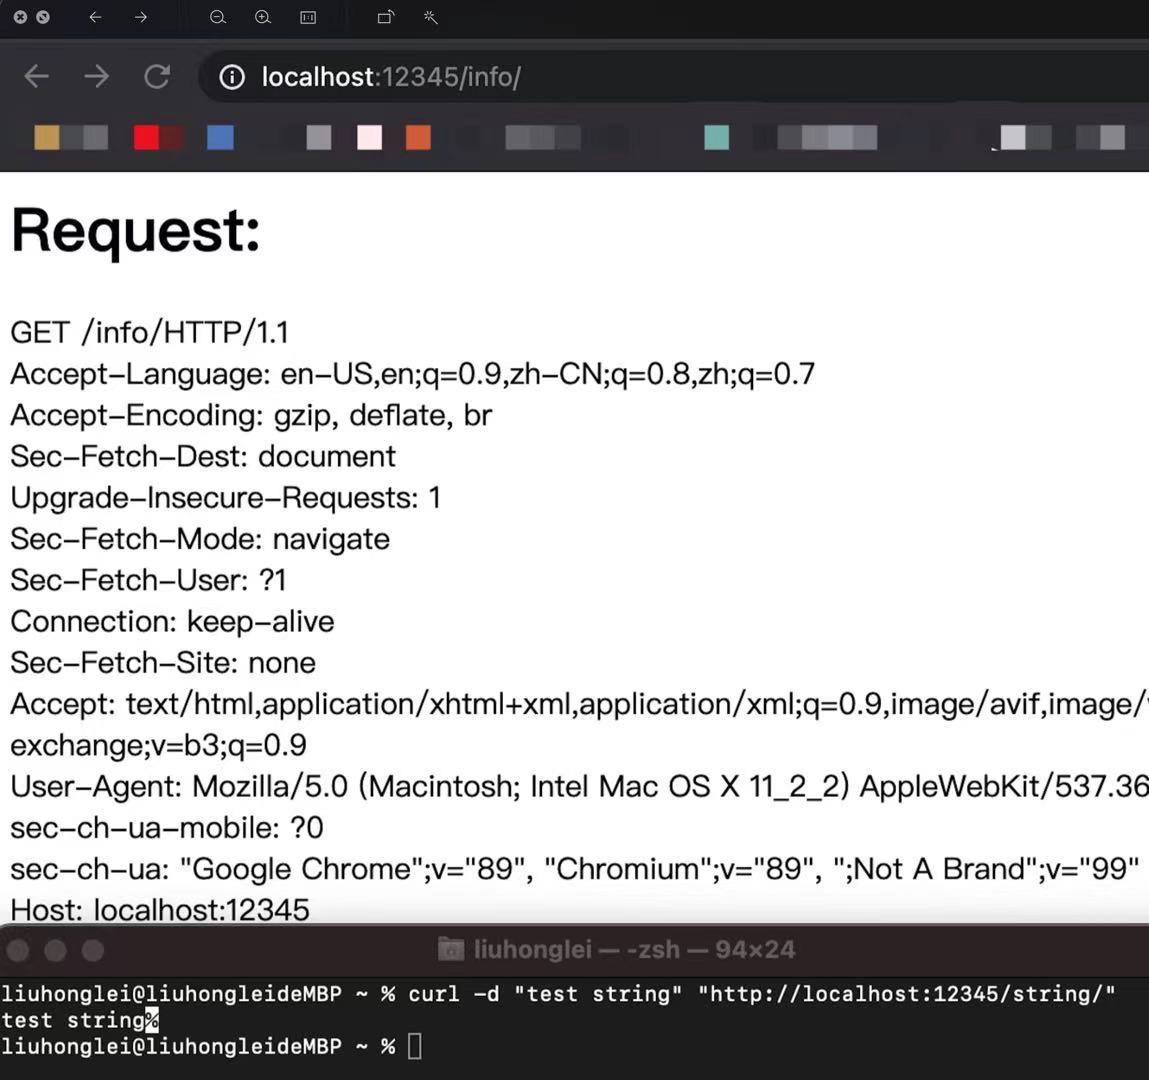 localhost:12345/info/
Request:
GET /info/HTTP/1.1
Accept-Language: en-US,en;q=0.9,zh-CN;q=0.8,zh;q=0.7
Accept-Encoding: gzip, deflate, br
Sec-Fetch-Dest: document
Upgrade-Insecure-Requests: 1
Sec-Fetch-Mode: navigate
Sec-Fetch-User: ?1
Connection: keep-alive
Sec-Fetch-Site: none
Accept: text/html,application/xhtml+xml,application/xml;q=0.9,image/avif,image/
exchange;v=b3;q=0.9
User-Agent: Mozilla/5.0 (Macintosh; Intel Mac OS X 11_2_2) AppleWebKit/537.36
sec-ch-ua-mobile: ?0
sec-ch-ua: "Google Chrome";v="89", "Chromium";v="89", ";Not A Brand";v="99"
Host: localhost:12345
liuhonglei — -zsh — 94×24
liuhonglei@liuhongleideMBP ~ % curl -d "test string" "http://localhost:12345/string/"
test string%
liuhonglei@liuhongleideMBP ~ %